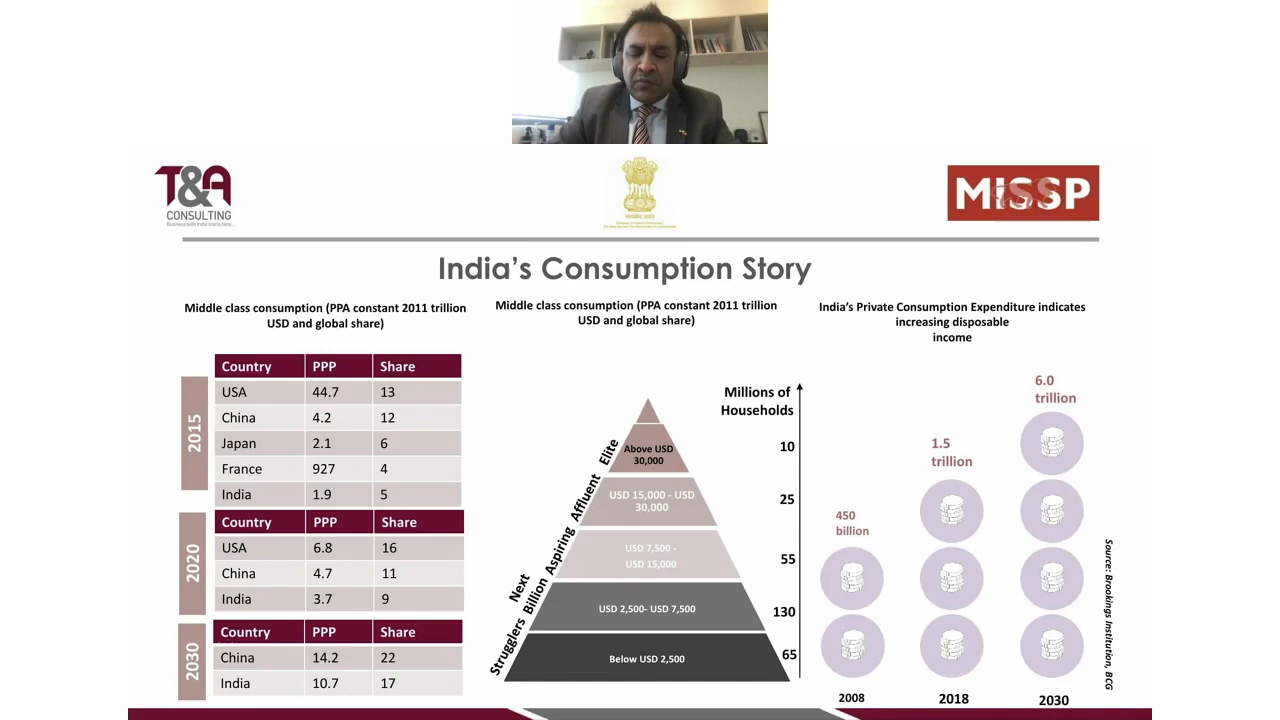 T&A
CONSULTING
Business with India starts here...
MISSP
India's Consumption Story
Middle class consumption (PPA constant 2011 trillion
USD and global share)
Country PPP Share
2015
USA 44.7 13
China 4.2 12
Japan 2.1 6
France 927 4
India 1.9 5
Country PPP Share
2020
USA 6.8 16
China 4.7 11
India 3.7 9
Country PPP Share
2030
China 14.2 22
India 10.7 17
Middle class consumption (PPA constant 2011 trillion
USD and global share)
Millions of
Households
Elite
Above USD
30,000
10
Affluent
USD 15,000 - USD
30,000
25
Aspiring
USD 7,500 -
USD 15,000
55
Next
Billion
USD 2,500- USD 7,500
130
Strugglers
Below USD 2,500
65
India's Private Consumption Expenditure indicates
increasing disposable
income
450
billion
2008
1.5
trillion
2018
6.0
trillion
2030
Source: Brookings Institution, BCG